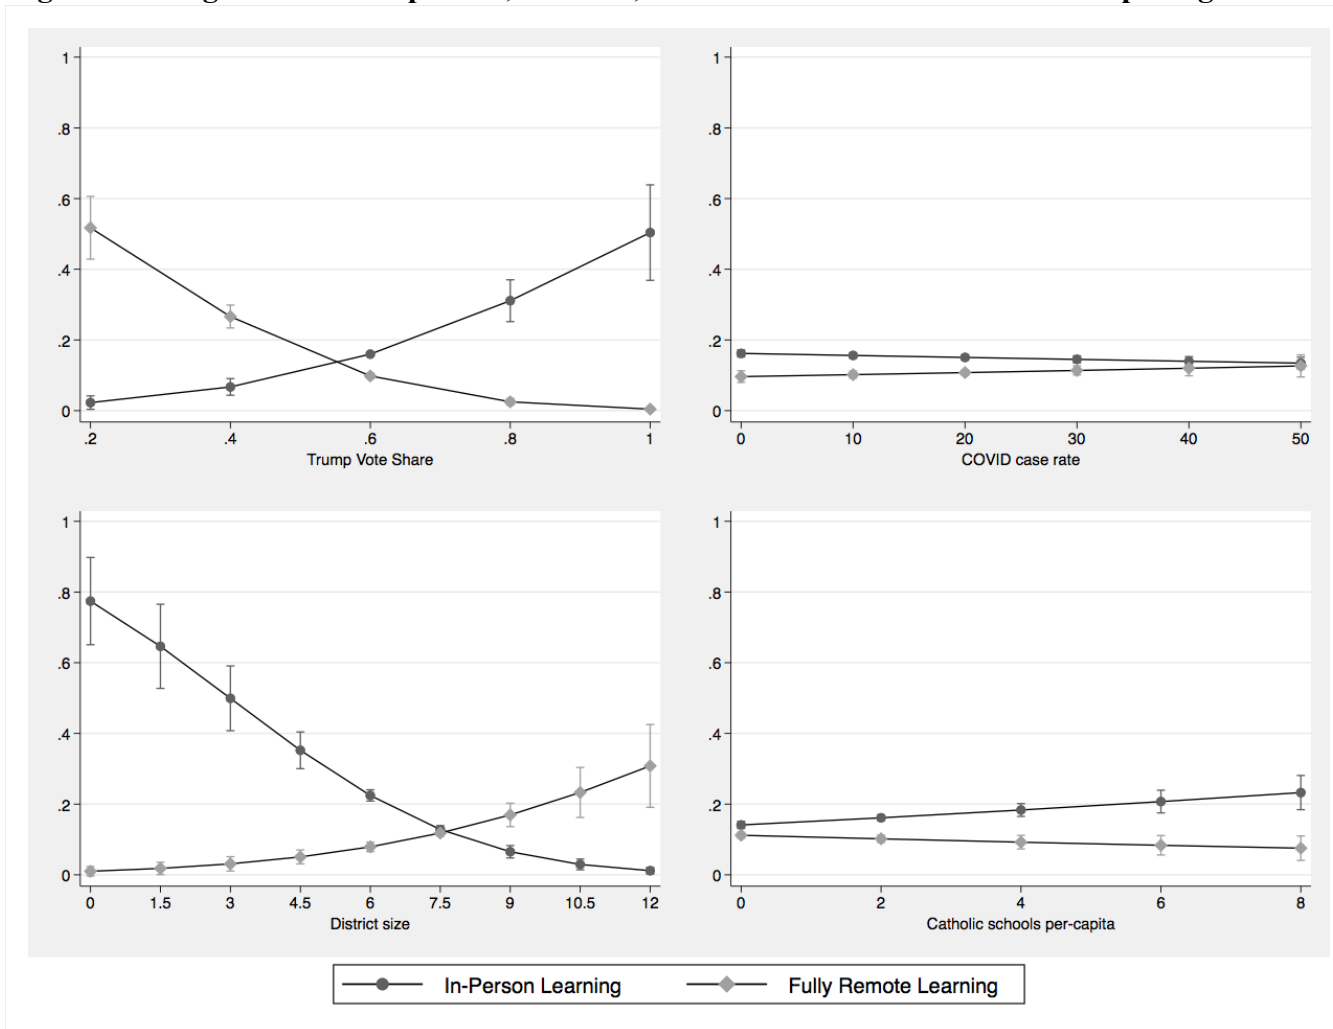 1
.8
.6
.4
.2
0
.2 .4 .6 .8 1
Trump Vote Share
1
.8
.6
.4
.2
0
0 10 20 30 40 50
COVID case rate
1
.8
.6
.4
.2
0
0 1.5 3 4.5 6 7.5 9 10.5 12
District size
1
.8
.6
.4
.2
0
0 2 4 6 8
Catholic schools per-capita
In-Person Learning Fully Remote Learning